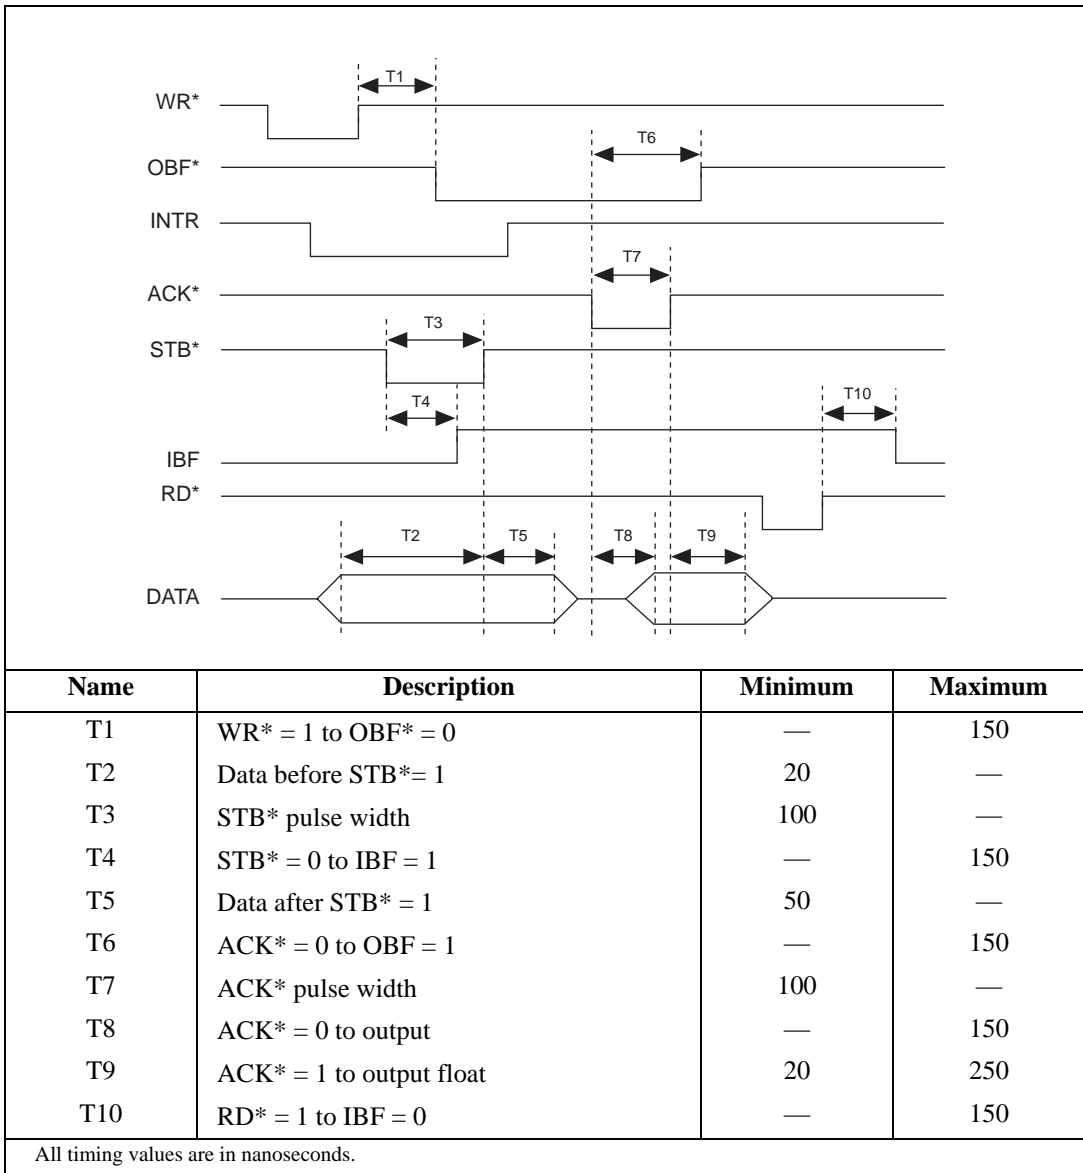 T1
WR*
T6
OBF*
INTR
T7
ACK*
T3
STB*
T4
T10
IBF
RD*
T2 T5 T8 T9
DATA
Name Description Minimum Maximum
T1 WR* = 1 to OBF* = 0 — 150
T2 Data before STB*= 1 20 —
T3 STB* pulse width 100 —
T4 STB* = 0 to IBF = 1 — 150
T5 Data after STB* = 1 50 —
T6 ACK* = 0 to OBF = 1 — 150
T7 ACK* pulse width 100 —
T8 ACK* = 0 to output — 150
T9 ACK* = 1 to output float 20 250
T10 RD* = 1 to IBF = 0 — 150
All timing values are in nanoseconds.